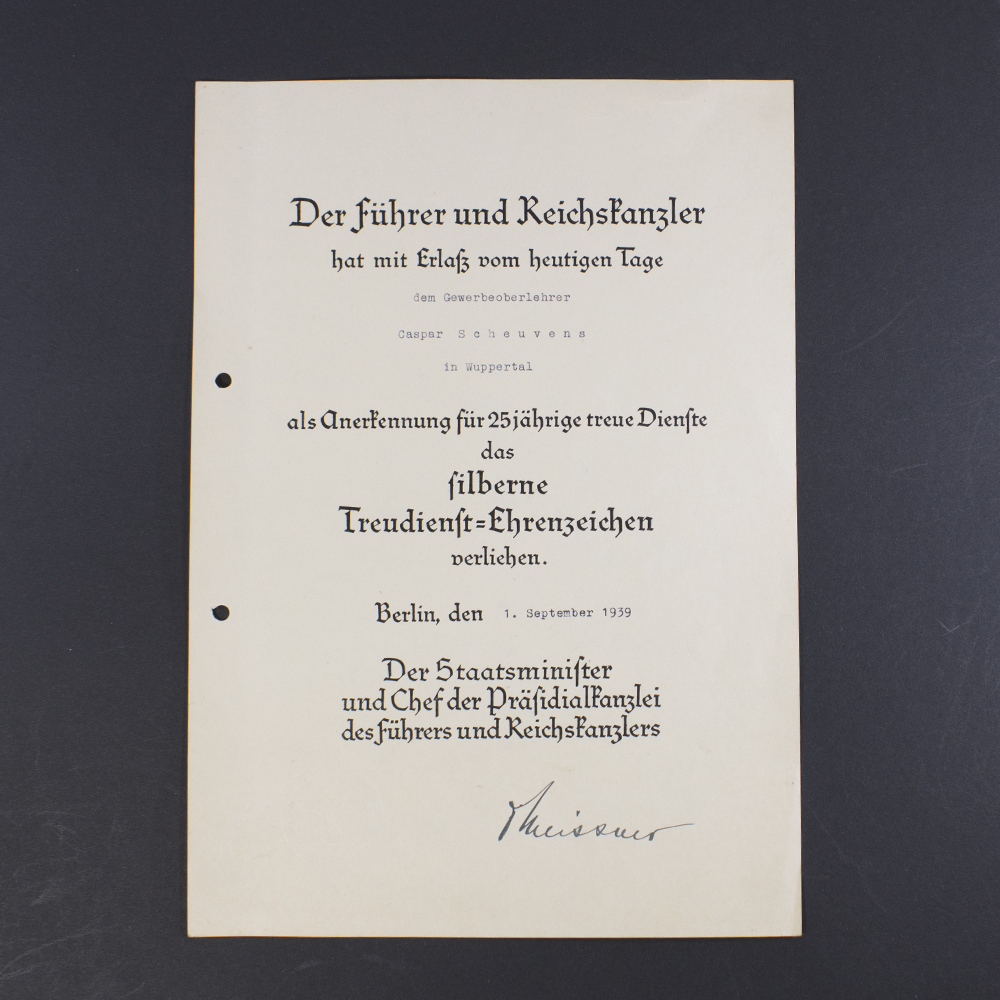 Der Führer und Reichskanzler
hat mit Erlaß vom heutigen Tage
dem Gewerbeoberlehrer
Caspar S c h e u v e n s
in Wuppertal
als Anerkennung für 25jährige treue Dienſte
das
ſilberne
Treudienſt=Ehrenzeichen
verliehen.
Berlin, den 1. September 1939
Der Staatsminiſter
und Chef der Präſidialkanzlei
des Führers und Reichskanzlers
Meissner